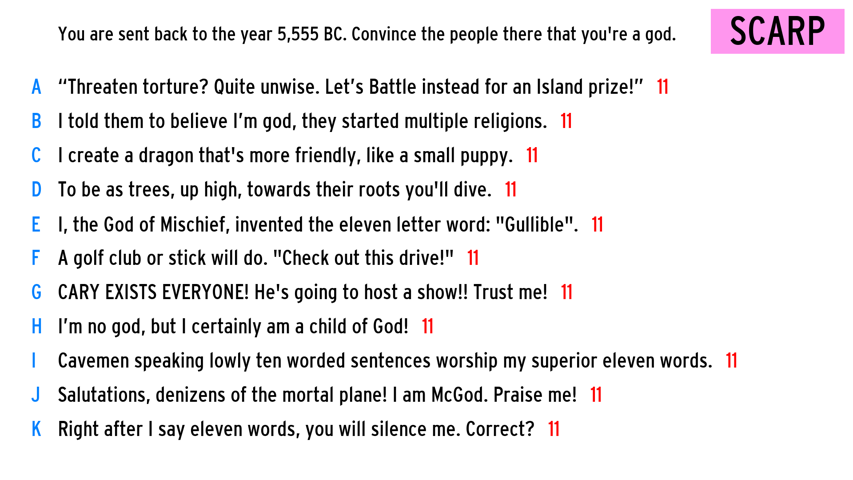 You are sent back to the year 5,555 BC. Convince the people there that you're a god.
SCARP
A “Threaten torture? Quite unwise. Let’s Battle instead for an Island prize!” 11
B I told them to believe I’m god, they started multiple religions. 11
C I create a dragon that's more friendly, like a small puppy. 11
D To be as trees, up high, towards their roots you'll dive. 11
E I, the God of Mischief, invented the eleven letter word: "Gullible". 11
F A golf club or stick will do. "Check out this drive!" 11
G CARY EXISTS EVERYONE! He's going to host a show!! Trust me! 11
H I’m no god, but I certainly am a child of God! 11
I Cavemen speaking lowly ten worded sentences worship my superior eleven words. 11
J Salutations, denizens of the mortal plane! I am McGod. Praise me! 11
K Right after I say eleven words, you will silence me. Correct? 11